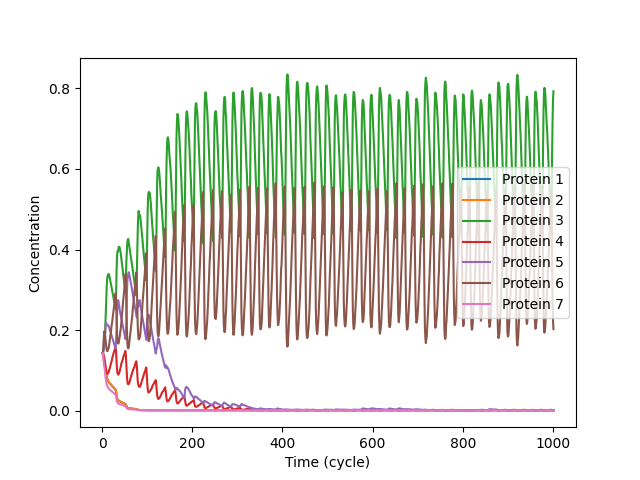 0.8
0.6
0.4
0.2
0.0
Concentration
0 200 400 600 800 1000
Time (cycle)
Protein 1
Protein 2
Protein 3
Protein 4
Protein 5
Protein 6
Protein 7